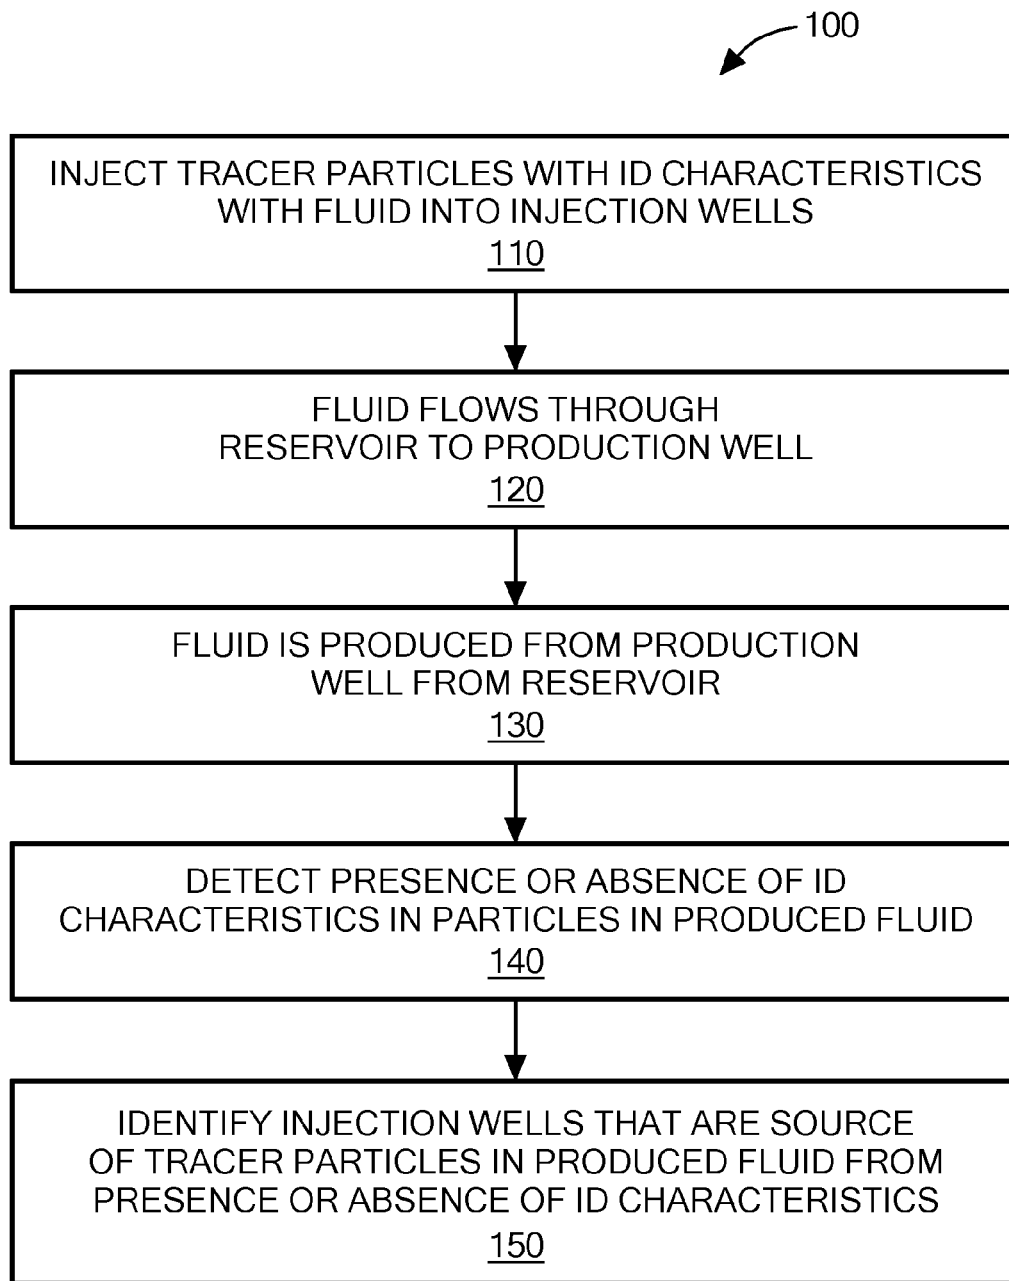 100
INJECT TRACER PARTICLES WITH ID CHARACTERISTICS
WITH FLUID INTO INJECTION WELLS
110
FLUID FLOWS THROUGH
RESERVOIR TO PRODUCTION WELL
120
FLUID IS PRODUCED FROM PRODUCTION
WELL FROM RESERVOIR
130
DETECT PRESENCE OR ABSENCE OF ID
CHARACTERISTICS IN PARTICLES IN PRODUCED FLUID
140
IDENTIFY INJECTION WELLS THAT ARE SOURCE
OF TRACER PARTICLES IN PRODUCED FLUID FROM
PRESENCE OR ABSENCE OF ID CHARACTERISTICS
150